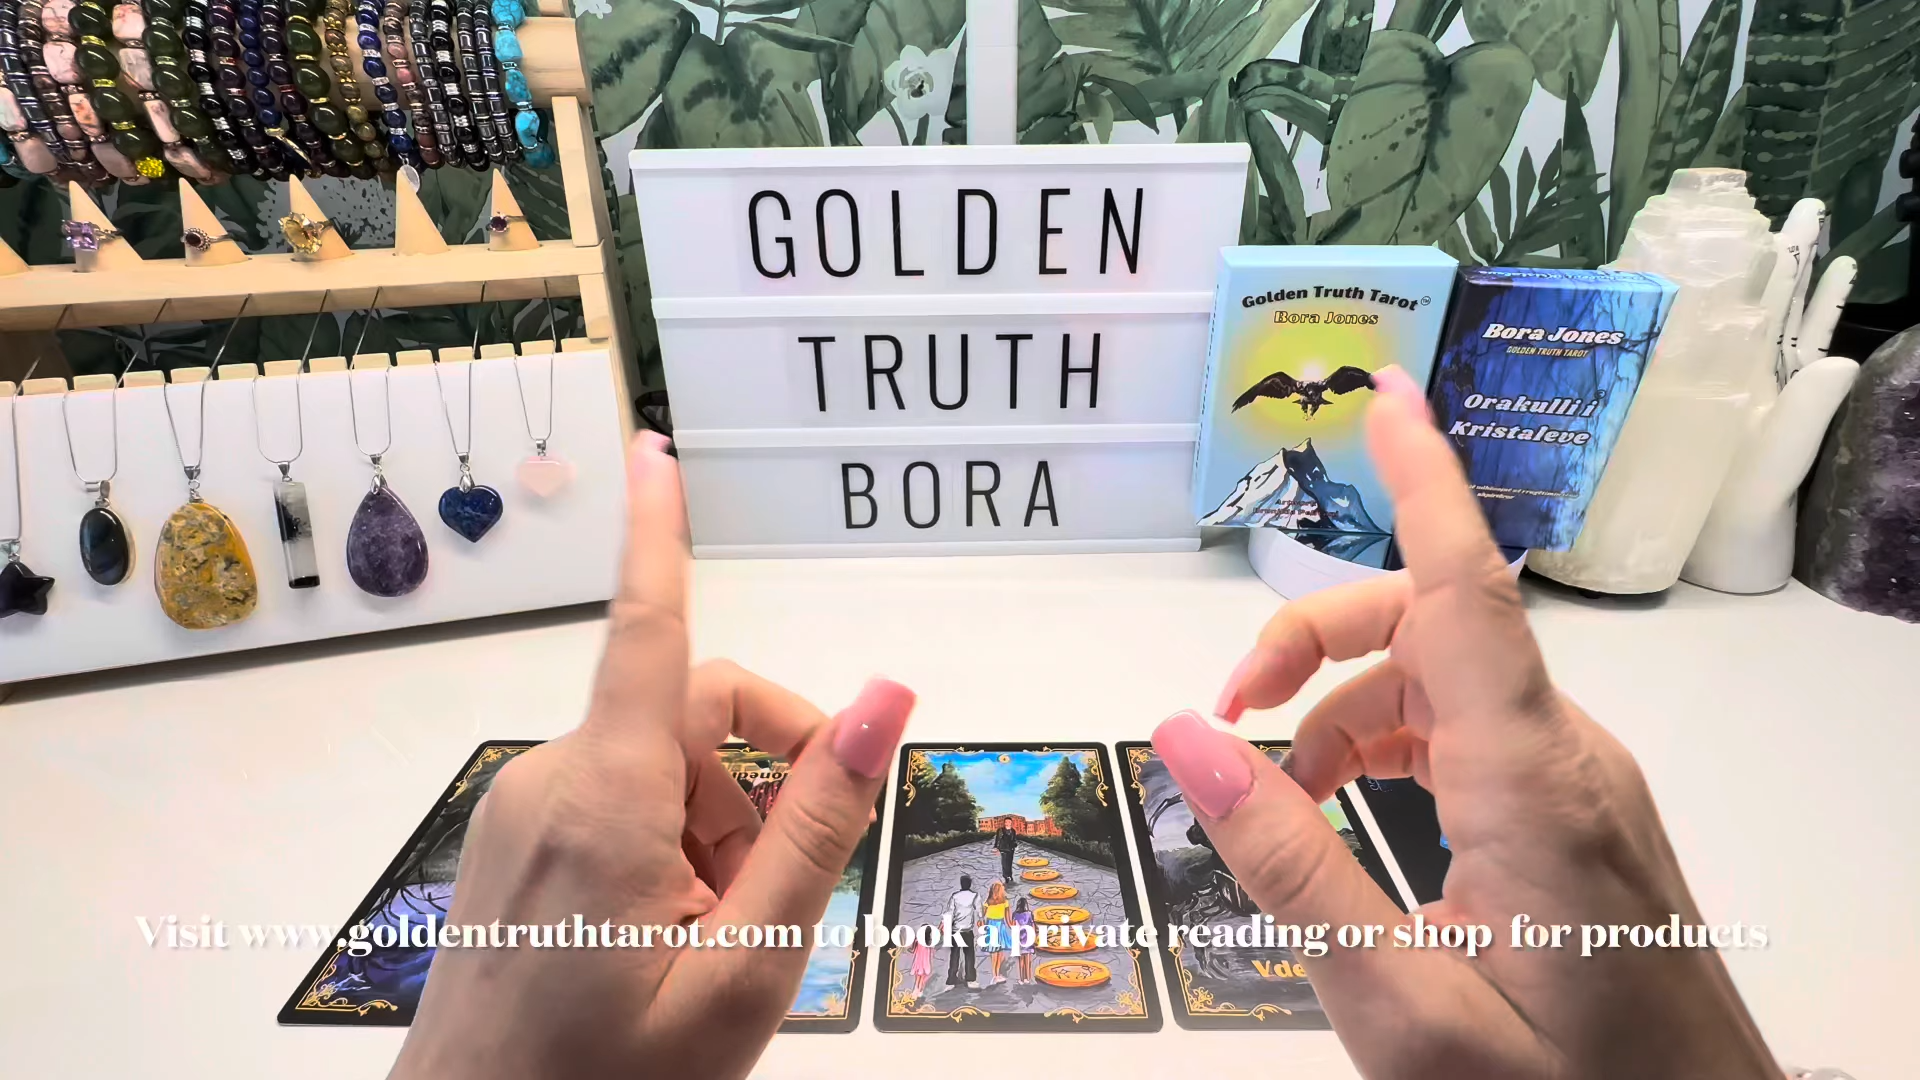 GOLDEN
TRUTH
BORA
Golden Truth Tarot™
Bora Jones
Bora Jones
GOLDEN TRUTH TAROT
Orakulli i
Kristaleve
Visit www.goldentruthtarot.com to book a private reading or shop for products